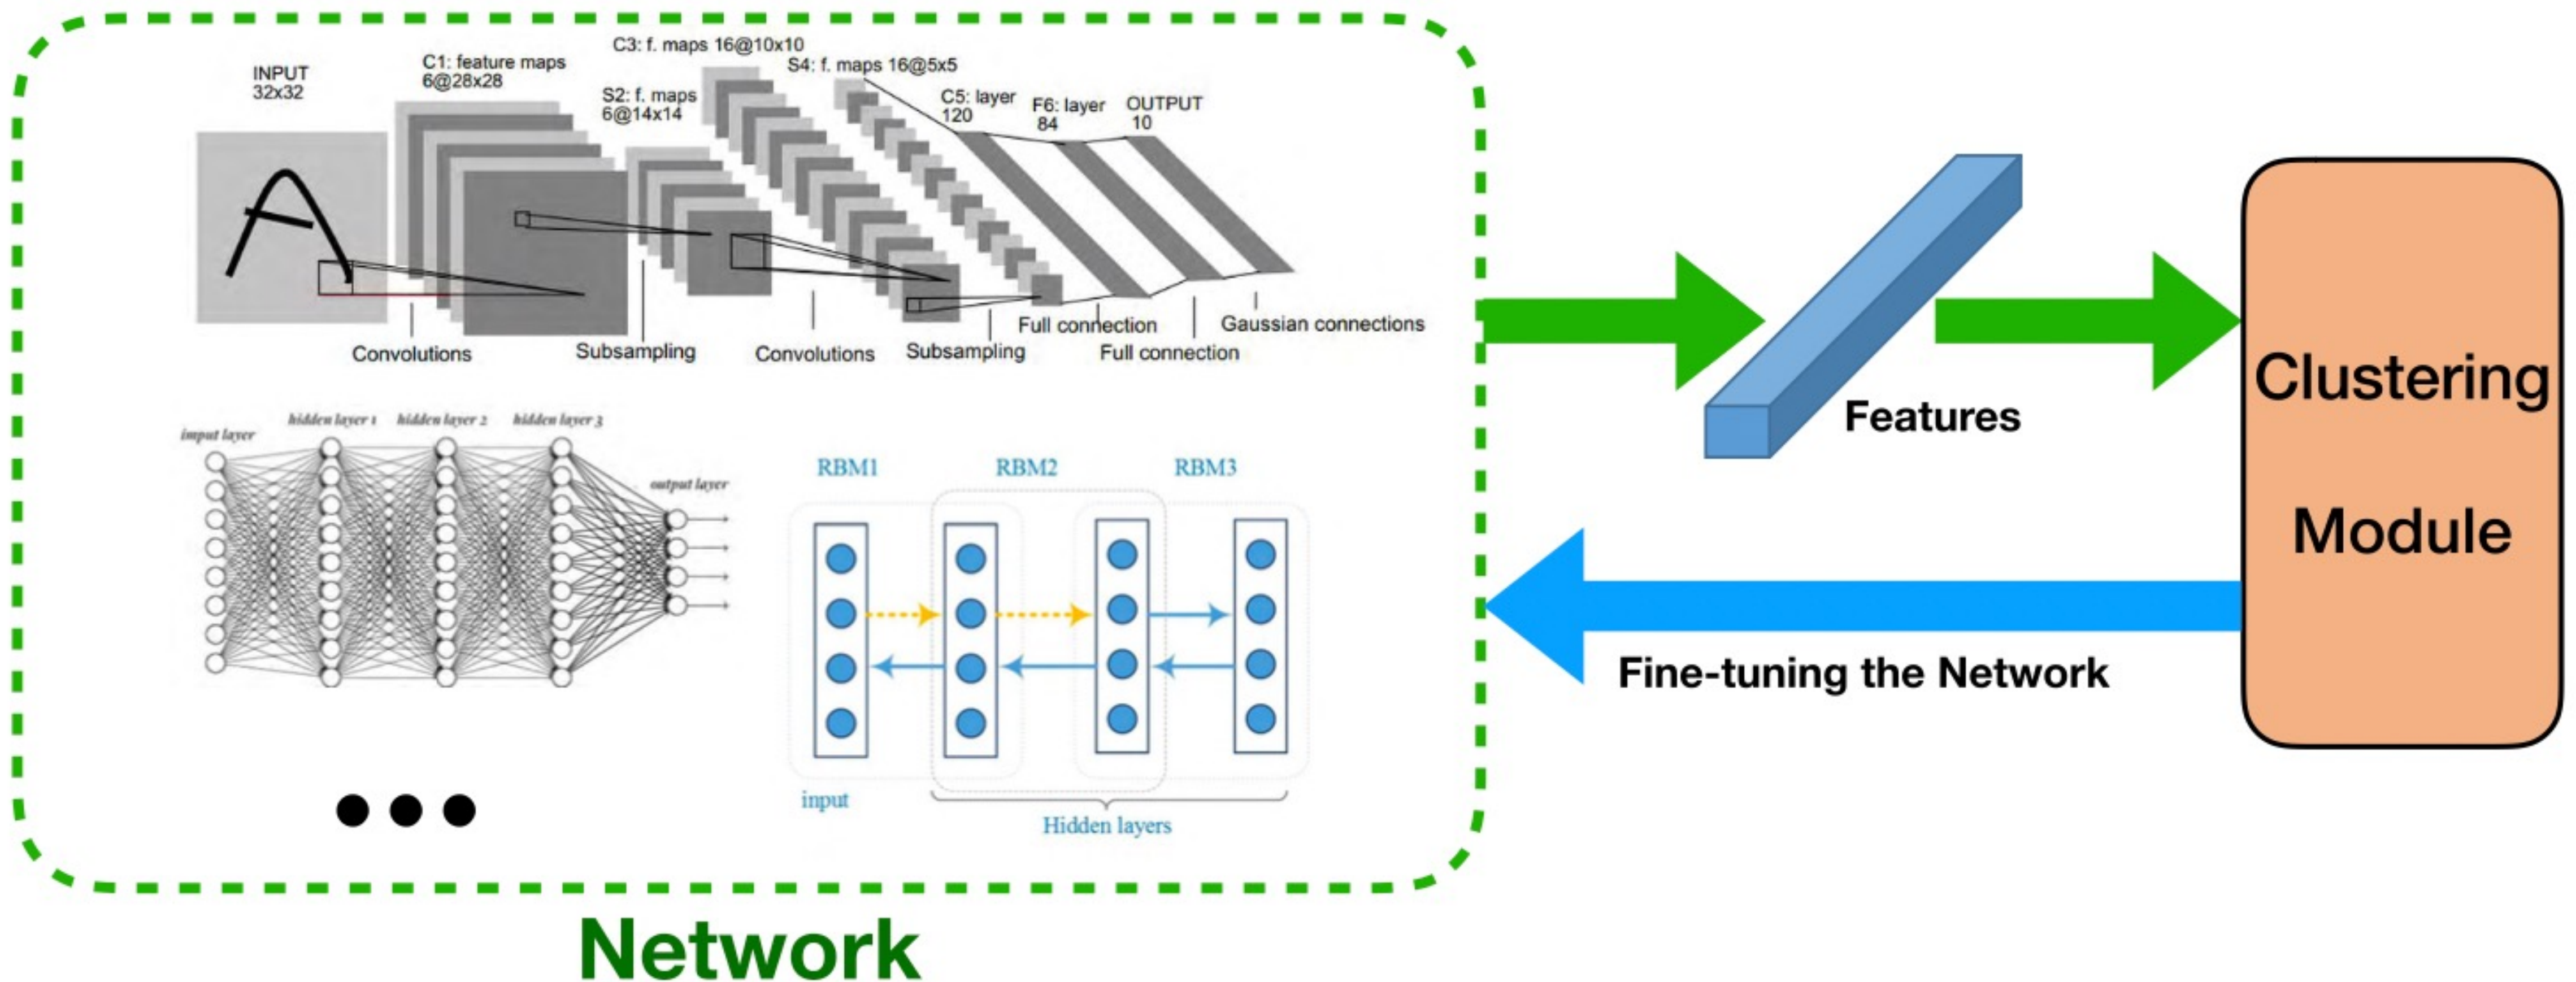 INPUT
32x32
C1: feature maps
6@28x28
S2: f. maps
6@14x14
C3: f. maps 16@10x10
S4: f. maps 16@5x5
C5: layer
120
F6: layer
84
OUTPUT
10
Convolutions
Subsampling
Convolutions
Subsampling
Full connection
Full connection
Gaussian connections
input layer
hidden layer 1
hidden layer 2
hidden layer 3
output layer
RBM1
RBM2
RBM3
input
Hidden layers
Network
Features
Fine-tuning the Network
Clustering
Module